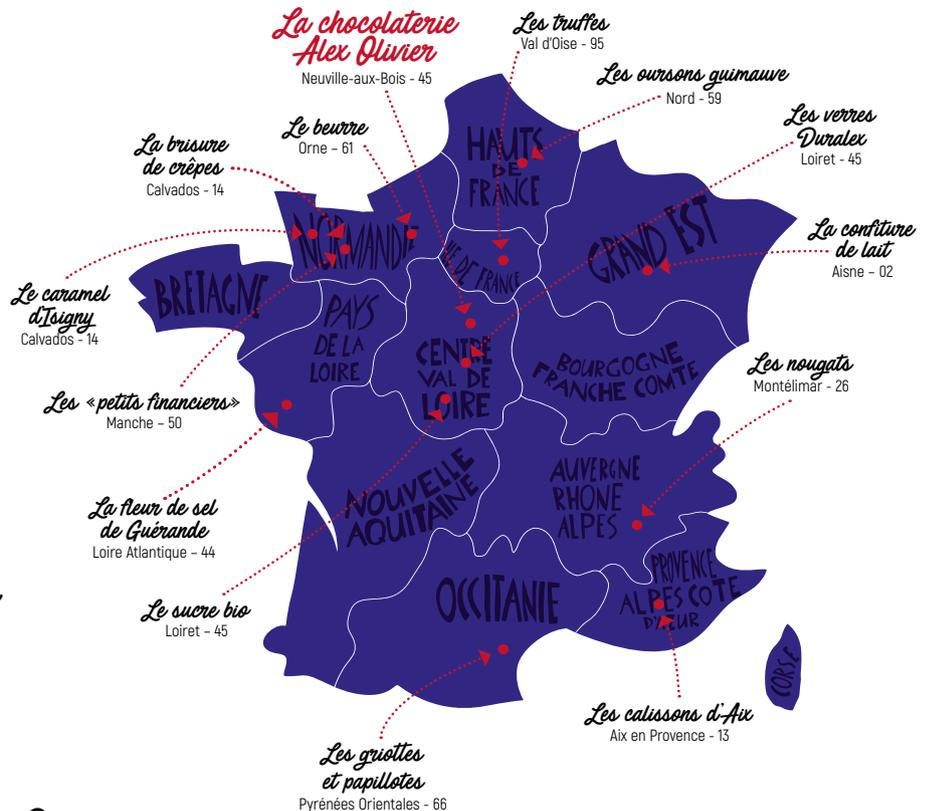 La chocolaterie
Alex Olivier
Neuville-aux-Bois - 45
Les truffes
Val d'Oise - 95
Les oursons guimauve
Nord - 59
Les verres
Duralex
Loiret - 45
Le beurre
Orne - 61
La brisure
de crêpes
Calvados - 14
La confiture
de lait
Aisne - 02
Le caramel
d'Isigny
Calvados - 14
Les nougats
Montélimar - 26
Les «petits financiers»
Manche - 50
La fleur de sel
de Guérande
Loire Atlantique - 44
Le sucre bio
Loiret - 45
Les calissons d'Aix
Aix en Provence - 13
Les griottes
et papillotes
Pyrénées Orientales - 66
HAUTS
DE
FRANCE
NORMANDIE
ILE DE FRANCE
GRAND EST
BRETAGNE
PAYS
DE LA
LOIRE
CENTRE
VAL DE
LOIRE
BOURGOGNE
FRANCHE COMTE
NOUVELLE
AQUITAINE
AUVERGNE
RHONE
ALPES
OCCITANIE
PROVENCE
ALPES COTE
D'AZUR
CORSE